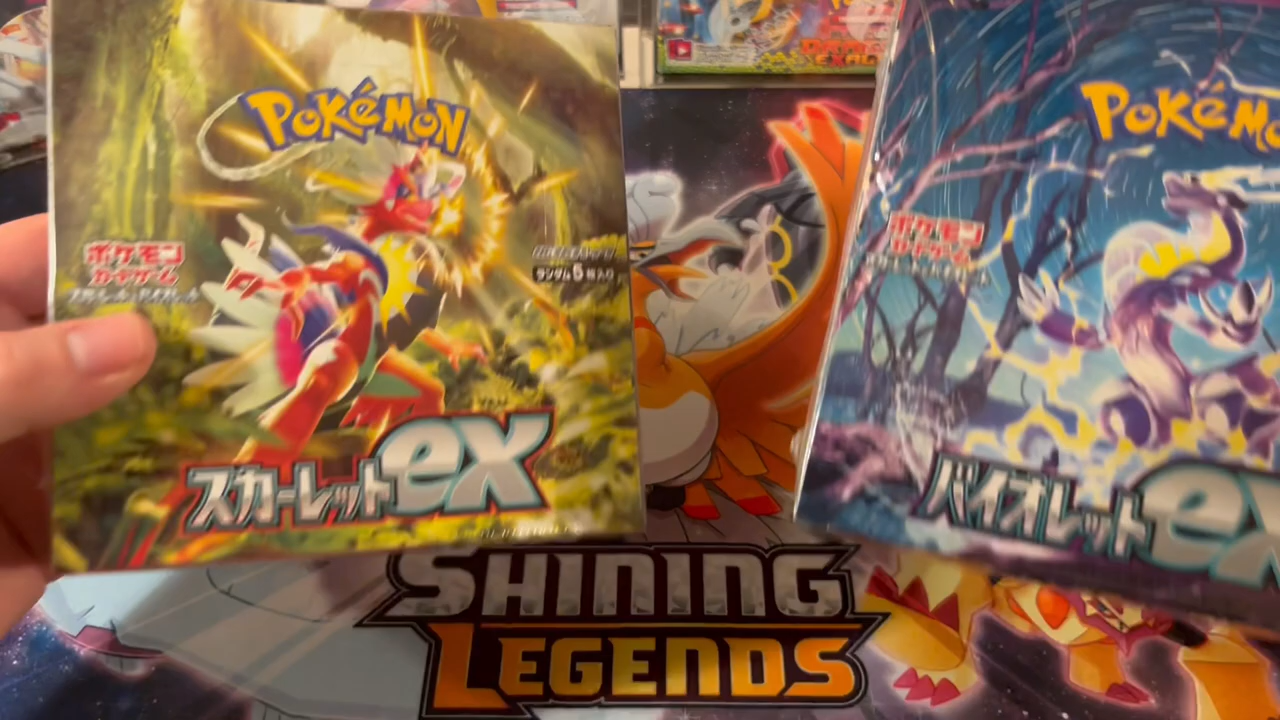 POKÉMON
ポケモン
カードゲーム
ランダム5枚入り
スカーレットex
POKÉMO
ポケモン
カードゲーム
バイオレットex
SHINING
LEGENDS